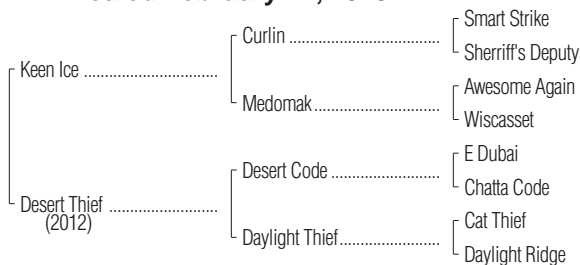 Smart Strike
Curlin
Sherriff's Deputy
Keen Ice
Awesome Again
Medomak
Wiscasset
E Dubai
Desert Code
Chatta Code
Desert Thief
(2012)
Cat Thief
Daylight Thief
Daylight Ridge